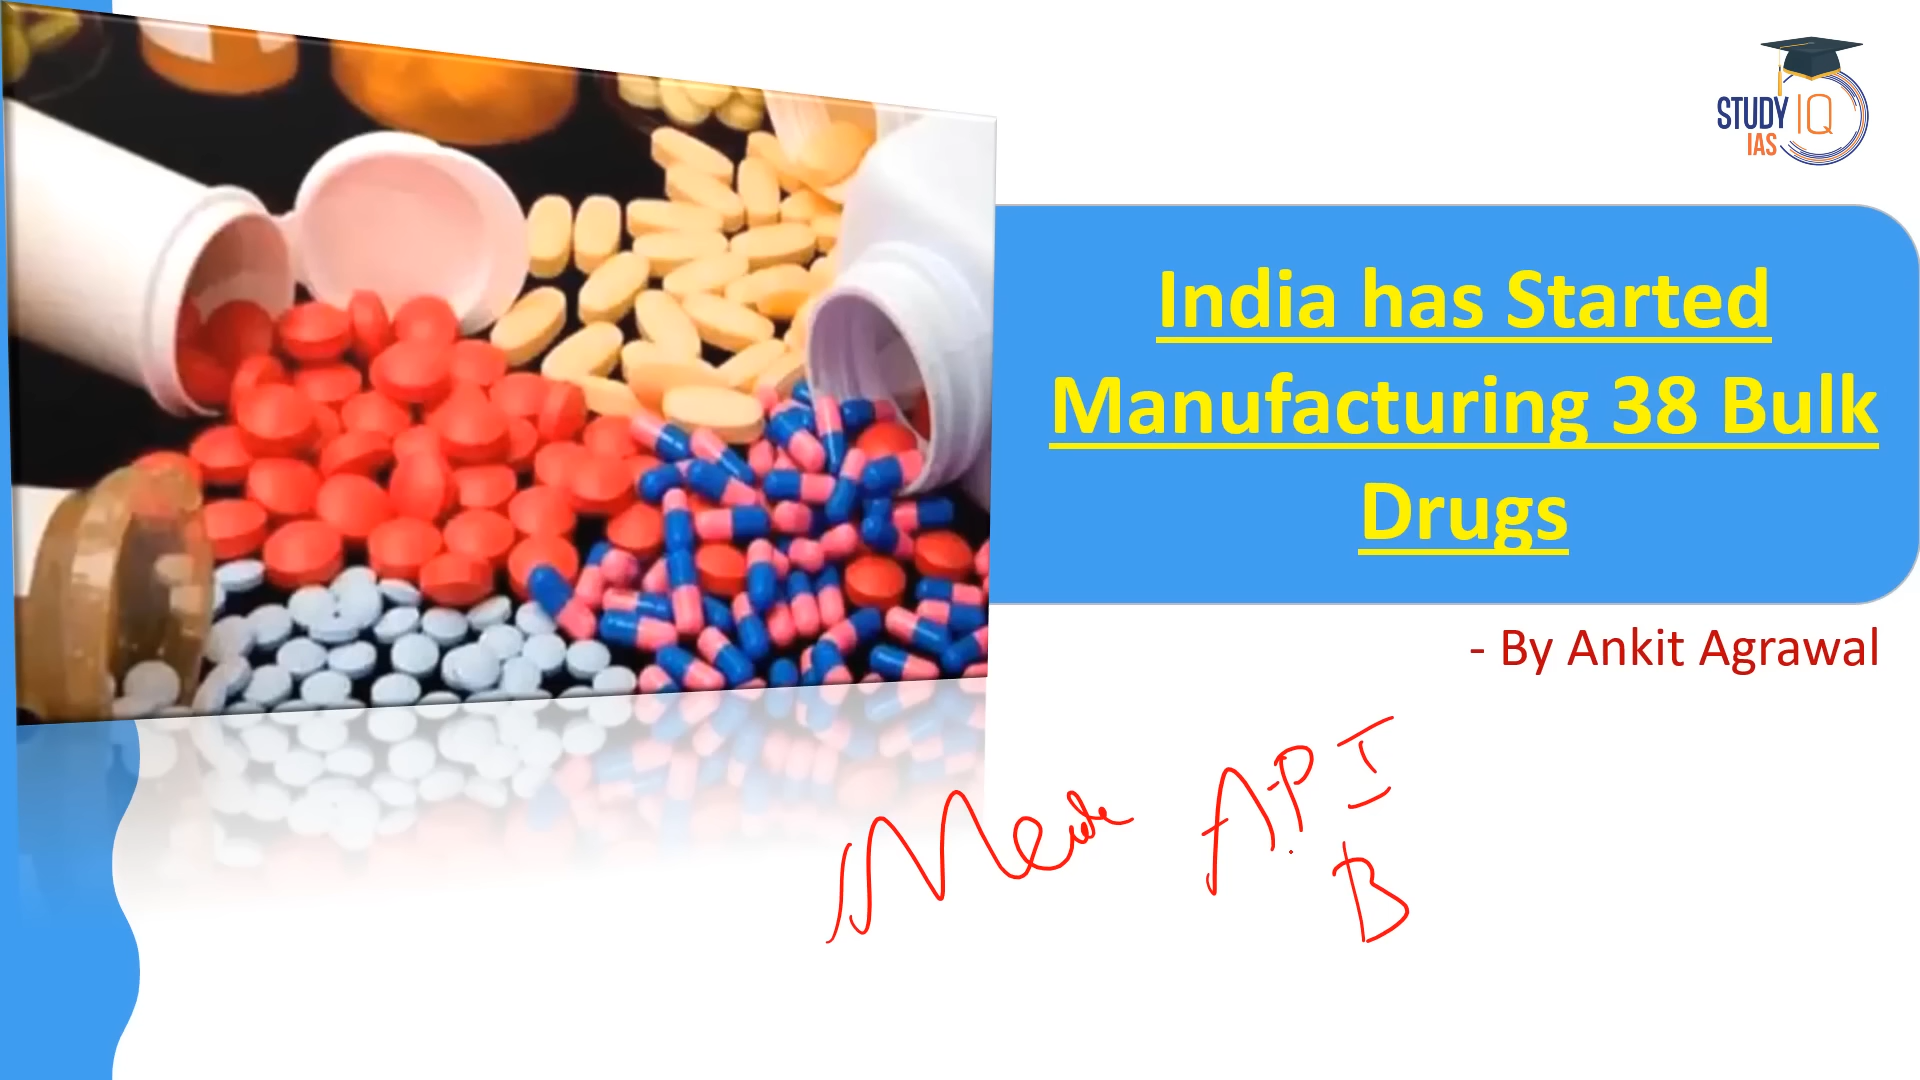 STUDY IQ
IAS
India has Started
Manufacturing 38 Bulk
Drugs
- By Ankit Agrawal
API
B